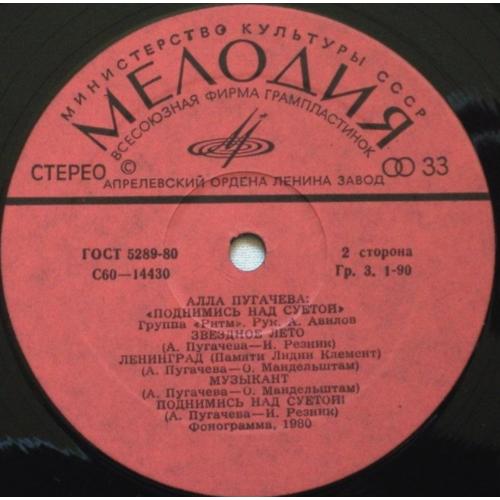 МИНИСТЕРСТВО КУЛЬТУРЫ СССР
МЕЛОДИЯ
ВСЕСОЮЗНАЯ ФИРМА ГРАМПЛАСТИНОК
СТЕРЕО ©
33
АПРЕЛЕВСКИЙ ОРДЕНА ЛЕНИНА ЗАВОД
ГОСТ 5289-80
2 сторона
С60—14430
Гр. 3. 1-90
АЛЛА ПУГАЧЕВА:
«ПОДНИМИСЬ НАД СУЕТОЙ»
Группа «Ритм». Рук. А. Авилов
ЗВЕЗДНОЕ ЛЕТО
(А. Пугачева—И. Резник)
ЛЕНИНГРАД (Памяти Лидии Клемент)
(А. Пугачева—О. Мандельштам)
МУЗЫКАНТ
(А. Пугачева—О. Мандельштам)
ПОДНИМИСЬ НАД СУЕТОЙ!
(А. Пугачева—И. Резник)
Фонограмма, 1980